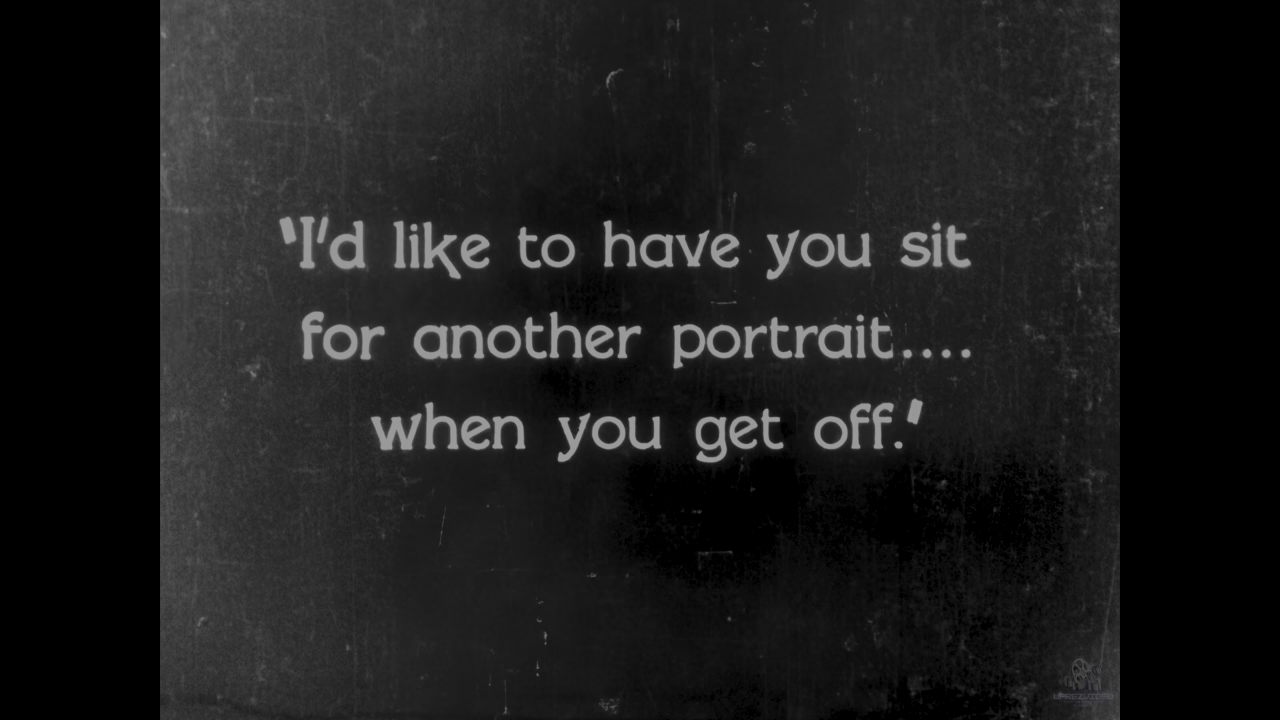 "I'd like to have you sit
for another portrait....
when you get off."